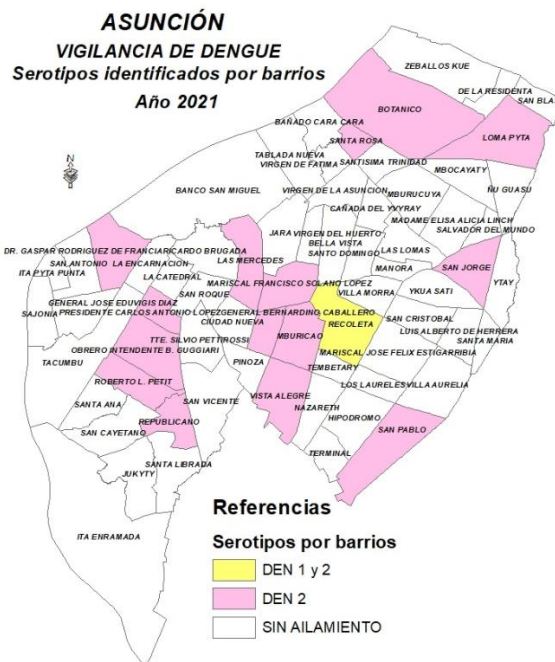 ASUNCIÓN
VIGILANCIA DE DENGUE
Serotipos identificados por barrios
Año 2021
ZEBALLOS KUE
DE LA RESIDENTA
SAN BLAS
BOTANICO
BAÑADO CARA CARA
SANTA ROSA
LOMA PYTA
TABLADA NUEVA
VIRGEN DE FATIMA
SANTISIMA TRINIDAD
MBOCAYATY
N
BANCO SAN MIGUEL
VIRGEN DE LA ASUNCION
MBURUCUYA
ÑU GUASU
CAÑADA DEL YVYRAY
MADAME ELISA ALICIA LINCH
SALVADOR DEL MUNDO
JARA
VIRGEN DEL HUERTO
BELLA VISTA
DR. GASPAR RODRIGUEZ DE FRANCIA
RICARDO BRUGADA
SANTO DOMINGO
LAS LOMAS
SAN ANTONIO
LA ENCARNACIÓN
LAS MERCEDES
MANORA
SAN JORGE
ITA PYTA PUNTA
LA CATEDRAL
MARISCAL FRANCISCO SOLANO LOPEZ
VILLA MORRA
YKUA SATI
YTAY
GENERAL JOSE EDUVIGIS DIAZ
SAN ROQUE
SAJONIA
PRESIDENTE CARLOS ANTONIO LOPEZ
GENERAL BERNARDINO CABALLERO
CIUDAD NUEVA
RECOLETA
SAN CRISTOBAL
LUIS ALBERTO DE HERRERA
SANTA MARIA
TTE. SILVIO PETTIROSSI
MBURICAO
OBRERO INTENDENTE B. GUGGIARI
MARISCAL JOSE FELIX ESTIGARRIBIA
TACUMBU
PINOZA
TEMBETARY
ROBERTO L. PETIT
LOS LAURELES
VILLA AURELIA
SANTA ANA
SAN VICENTE
VISTA ALEGRE
NAZARETH
REPUBLICANO
HIPODROMO
SAN PABLO
SAN CAYETANO
TERMINAL
SANTA LIBRADA
JUKYTY
Referencias
ITA ENRAMADA
Serotipos por barrios
DEN 1 y 2
DEN 2
SIN AILAMIENTO